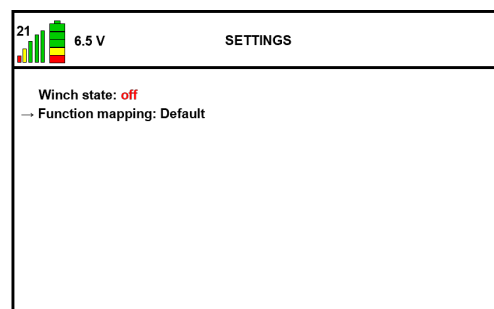 21
6.5 V
SETTINGS
Winch state: off
→ Function mapping: Default